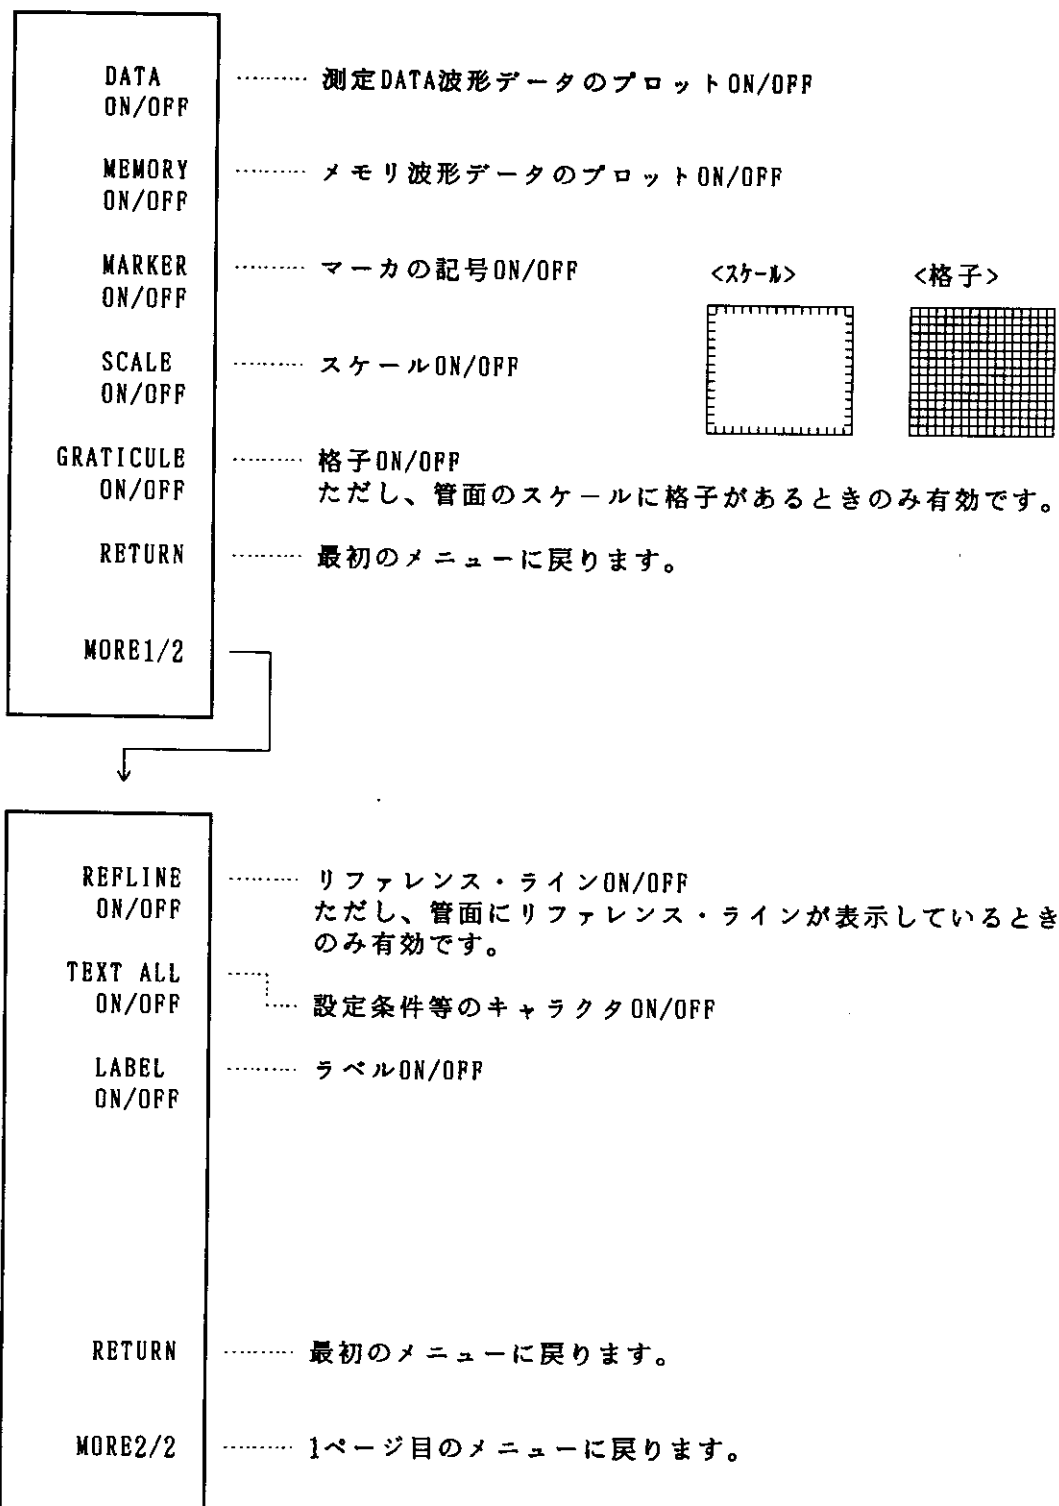 DATA ……… 測定DATA波形データのプロットON/OFF
ON/OFF
MEMORY ……… メモリ波形データのプロットON/OFF
ON/OFF
MARKER ……… マーカの記号ON/OFF <スケール> <格子>
ON/OFF
SCALE ……… スケールON/OFF
ON/OFF
GRATICULE ……… 格子ON/OFF
ON/OFF ただし、管面のスケールに格子があるときのみ有効です。
RETURN ……… 最初のメニューに戻ります。
MORE1/2
REFLINE ……… リファレンス・ラインON/OFF
ON/OFF ただし、管面にリファレンス・ラインが表示しているとき
のみ有効です。
TEXT ALL
ON/OFF …… 設定条件等のキャラクタON/OFF
LABEL ……… ラベルON/OFF
ON/OFF
RETURN ……… 最初のメニューに戻ります。
MORE2/2 ……… 1ページ目のメニューに戻ります。